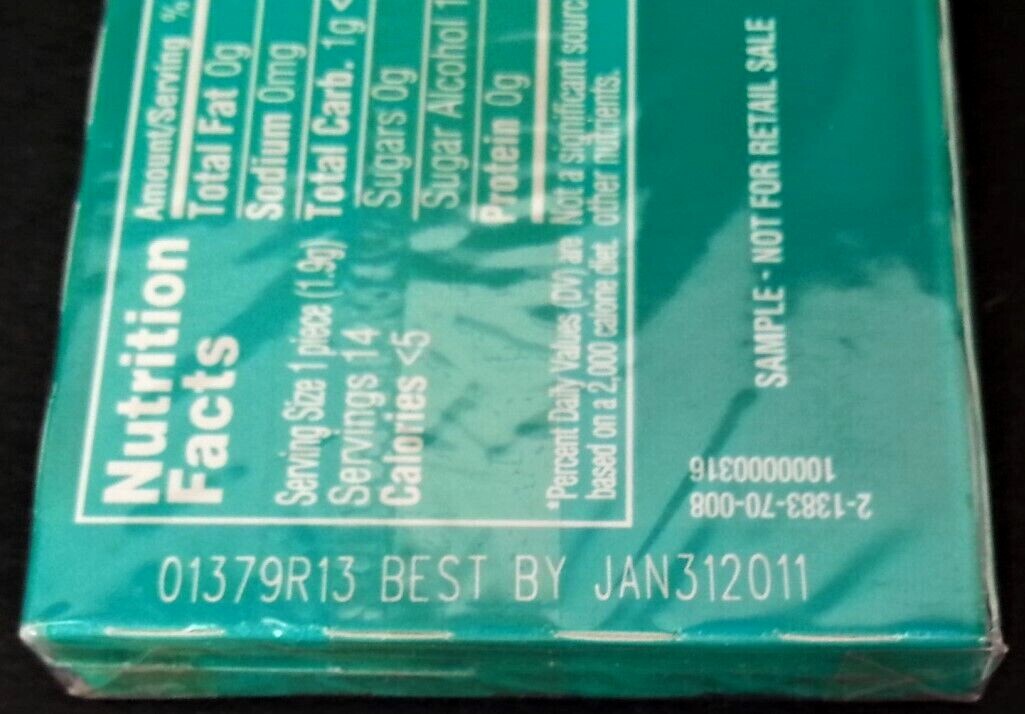 Nutrition
Facts
Serving Size 1 piece (1.9g)
Servings 14
Calories <5
Amount/Serving %
Total Fat 0g
Sodium 0mg
Total Carb. 1g <
Sugars 0g
Sugar Alcohol 1
Protein 0g
*Percent Daily Values (DV) are
based on a 2,000 calorie diet.
Not a significant sourc
other nutrients.
SAMPLE - NOT FOR RETAIL SALE
2-1383-70-008
1000000316
01379R13 BEST BY JAN312011